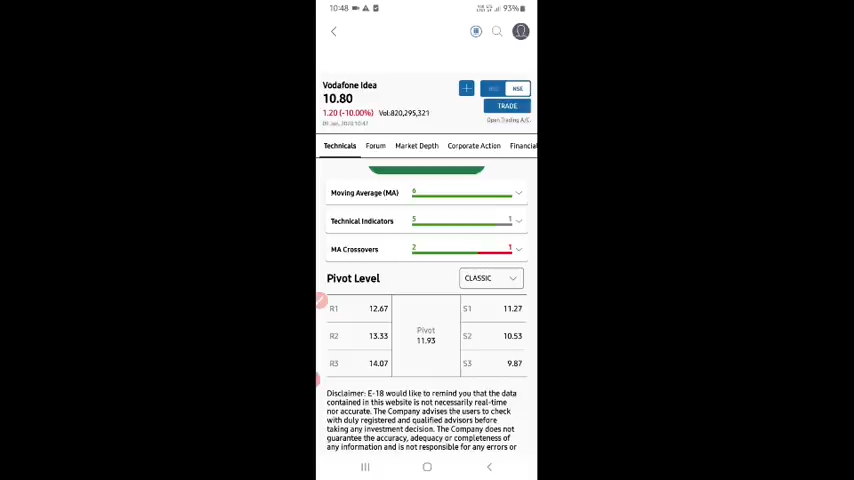 10:48 93%
Vodafone Idea
10.80 NSE
1.20 (-10.00%) Vol:820,295,321 TRADE
Open Trading A/C
Technicals Forum Market Depth Corporate Action Financial
Moving Average (MA) 6
Technical Indicators 5 1
MA Crossovers 2 1
Pivot Level CLASSIC
R1 12.67 S1 11.27
R2 13.33 Pivot S2 10.53
11.93
R3 14.07 S3 9.87
Disclaimer: E-18 would like to remind you that the data
contained in this website is not necessarily real-time
nor accurate. The Company advises the users to check
with duly registered and qualified advisors before
taking any investment decision. The Company does not
guarantee the accuracy, adequacy or completeness of
any information and is not responsible for any errors or